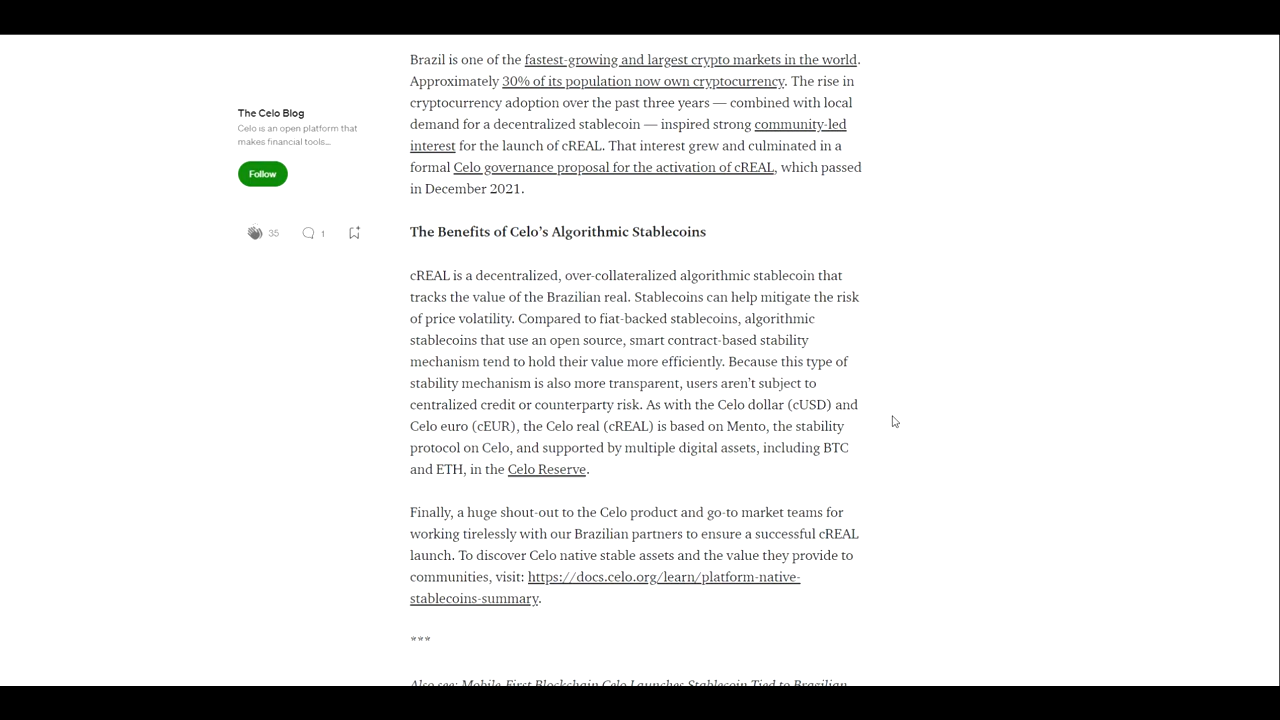 Brazil is one of the fastest-growing and largest crypto markets in the world.
Approximately 30% of its population now own cryptocurrency. The rise in
cryptocurrency adoption over the past three years — combined with local
demand for a decentralized stablecoin — inspired strong community-led
interest for the launch of cREAL. That interest grew and culminated in a
formal Celo governance proposal for the activation of cREAL, which passed
in December 2021.
The Celo Blog
Celo is an open platform that
makes financial tools...
Follow
35
1
The Benefits of Celo’s Algorithmic Stablecoins
cREAL is a decentralized, over-collateralized algorithmic stablecoin that
tracks the value of the Brazilian real. Stablecoins can help mitigate the risk
of price volatility. Compared to fiat-backed stablecoins, algorithmic
stablecoins that use an open source, smart contract-based stability
mechanism tend to hold their value more efficiently. Because this type of
stability mechanism is also more transparent, users aren’t subject to
centralized credit or counterparty risk. As with the Celo dollar (cUSD) and
Celo euro (cEUR), the Celo real (cREAL) is based on Mento, the stability
protocol on Celo, and supported by multiple digital assets, including BTC
and ETH, in the Celo Reserve.
Finally, a huge shout-out to the Celo product and go-to market teams for
working tirelessly with our Brazilian partners to ensure a successful cREAL
launch. To discover Celo native stable assets and the value they provide to
communities, visit: https://docs.celo.org/learn/platform-native-
stablecoins-summary.
***
Also see: Mobile-First Blockchain Celo Launches Stablecoin Tied to Brazilian